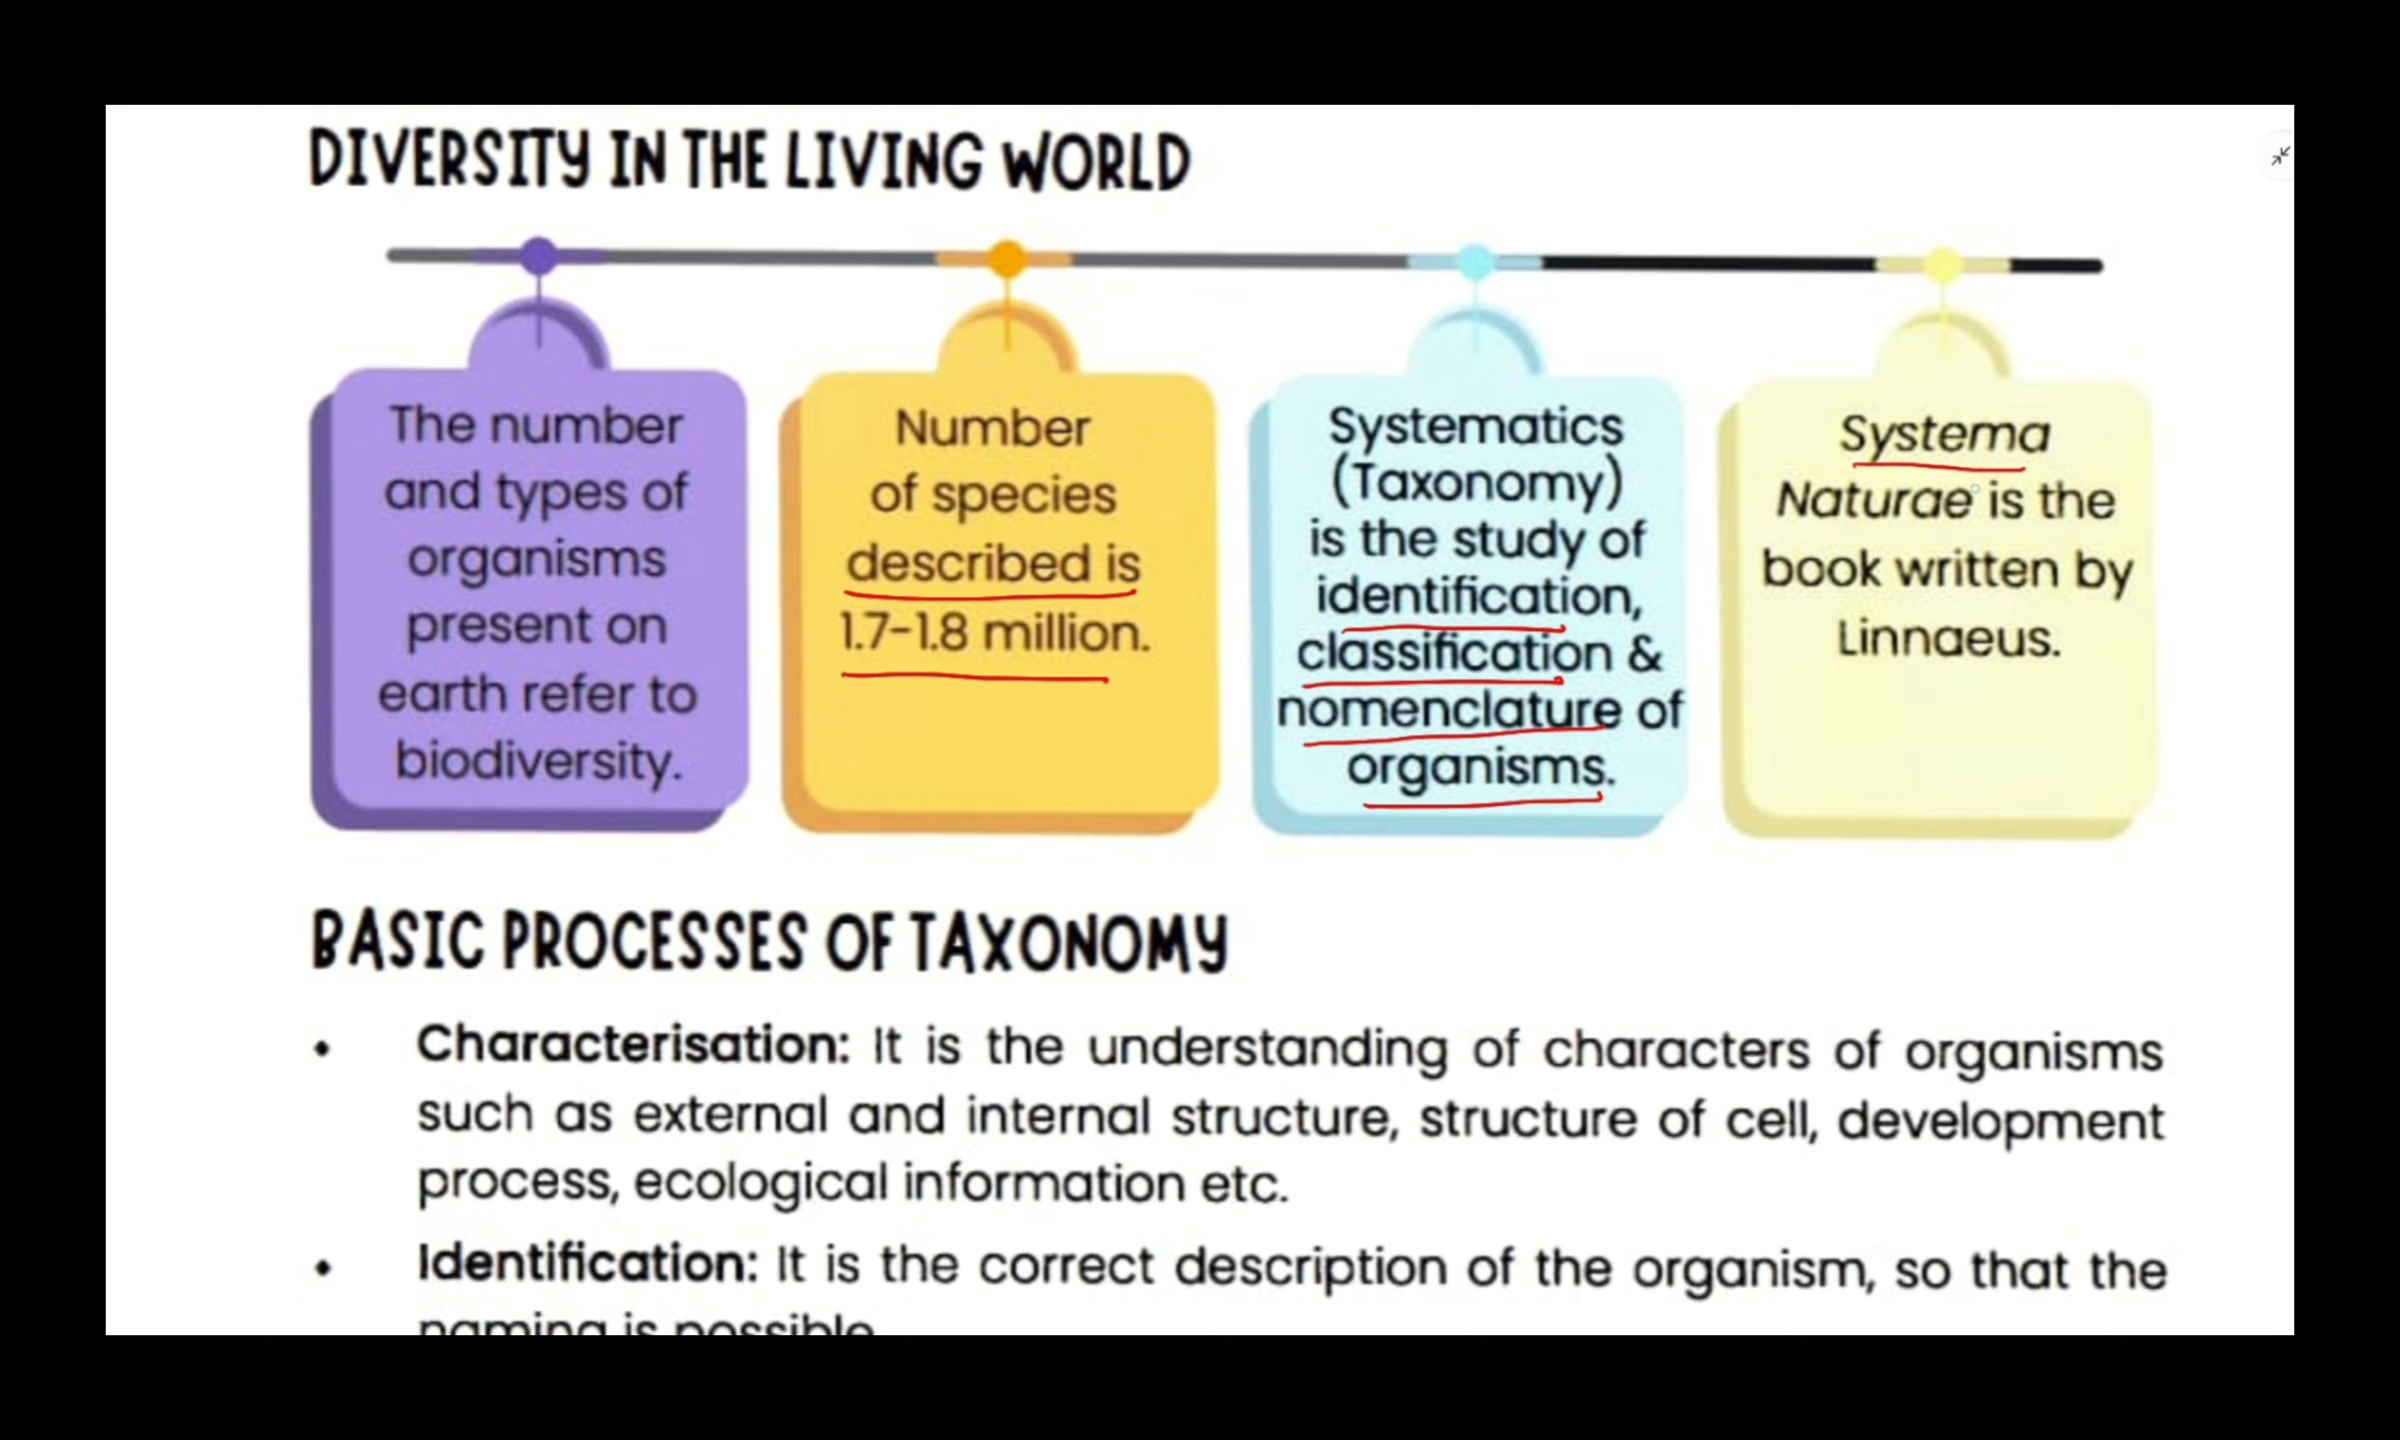 DIVERSITY IN THE LIVING WORLD
The number
and types of
organisms
present on
earth refer to
biodiversity.
Number
of species
described is
1.7-1.8 million.
Systematics
(Taxonomy)
is the study of
identification,
classification &
nomenclature of
organisms.
Systema
Naturae is the
book written by
Linnaeus.
BASIC PROCESSES OF TAXONOMY
• Characterisation: It is the understanding of characters of organisms
such as external and internal structure, structure of cell, development
process, ecological information etc.
• Identification: It is the correct description of the organism, so that the
naming is possible